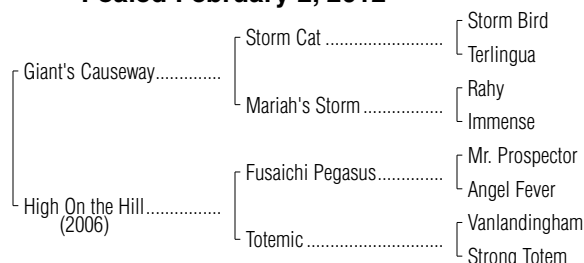 Foaled February 2, 2012
Storm Bird
Storm Cat ........................
Terlingua
Giant's Causeway..............
Rahy
Mariah's Storm ................
Immense
Mr. Prospector
Fusaichi Pegasus.............
Angel Fever
High On the Hill................
(2006)
Vanlandingham
Totemic ............................
Strong Totem